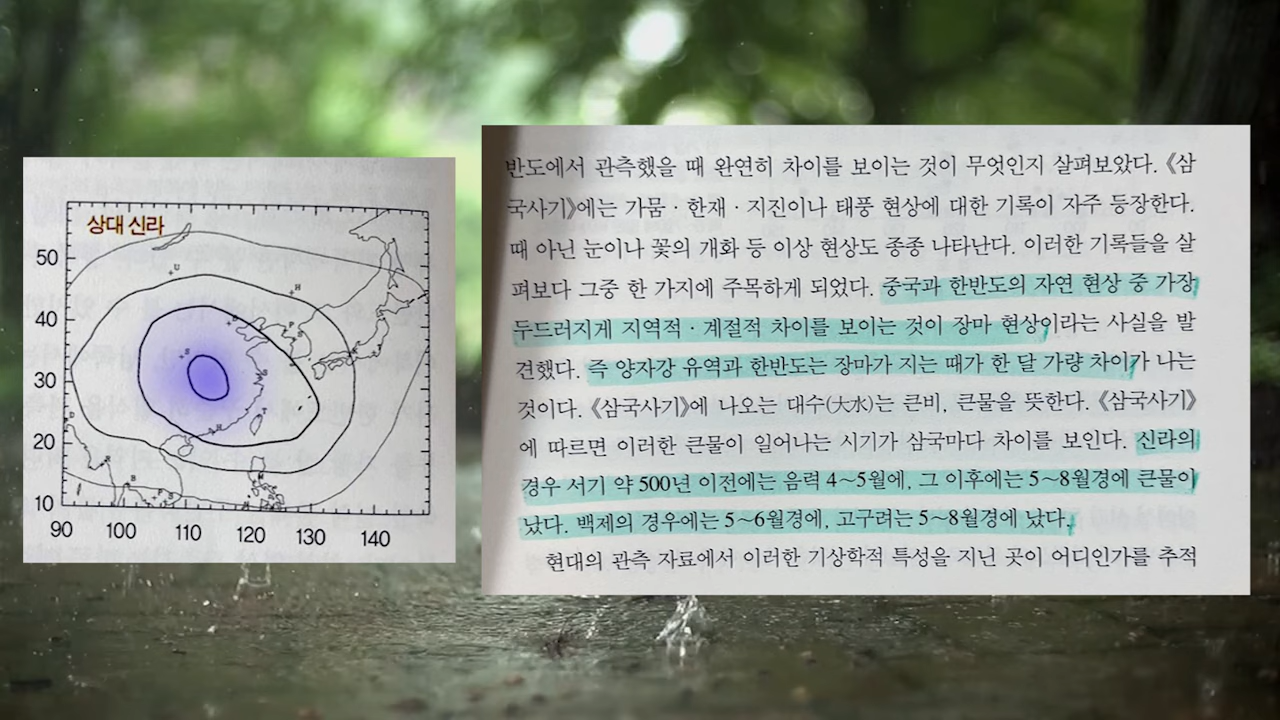 상대 신라
50
40
30
20
10
90 100 110 120 130 140
반도에서 관측했을 때 완연히 차이를 보이는 것이 무엇인지 살펴보았다. 《삼
국사기》에는 가뭄 · 한재 · 지진이나 태풍 현상에 대한 기록이 자주 등장한다.
때 아닌 눈이나 꽃의 개화 등 이상 현상도 종종 나타난다. 이러한 기록들을 살
펴보다 그중 한 가지에 주목하게 되었다. 중국과 한반도의 자연 현상 중 가장
두드러지게 지역적 · 계절적 차이를 보이는 것이 장마 현상이라는 사실을 발
견했다. 즉 양자강 유역과 한반도는 장마가 지는 때가 한 달 가량 차이가 나는
것이다. 《삼국사기》에 나오는 대수(大水)는 큰비, 큰물을 뜻한다. 《삼국사기》
에 따르면 이러한 큰물이 일어나는 시기가 삼국마다 차이를 보인다. 신라의
경우 서기 약 500년 이전에는 음력 4~5월에, 그 이후에는 5~8월경에 큰물이
났다. 백제의 경우에는 5~6월경에, 고구려는 5~8월경에 났다.
현대의 관측 자료에서 이러한 기상학적 특성을 지닌 곳이 어디인가를 추적